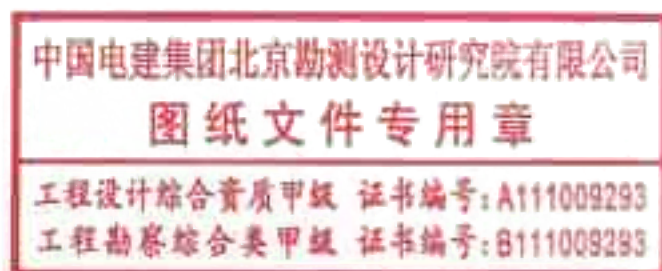 中国电建集团北京勘测设计研究院有限公司
图纸文件专用章
工程设计综合资质甲级 证书编号:A111009293
工程勘察综合类甲级 证书编号:B111009293